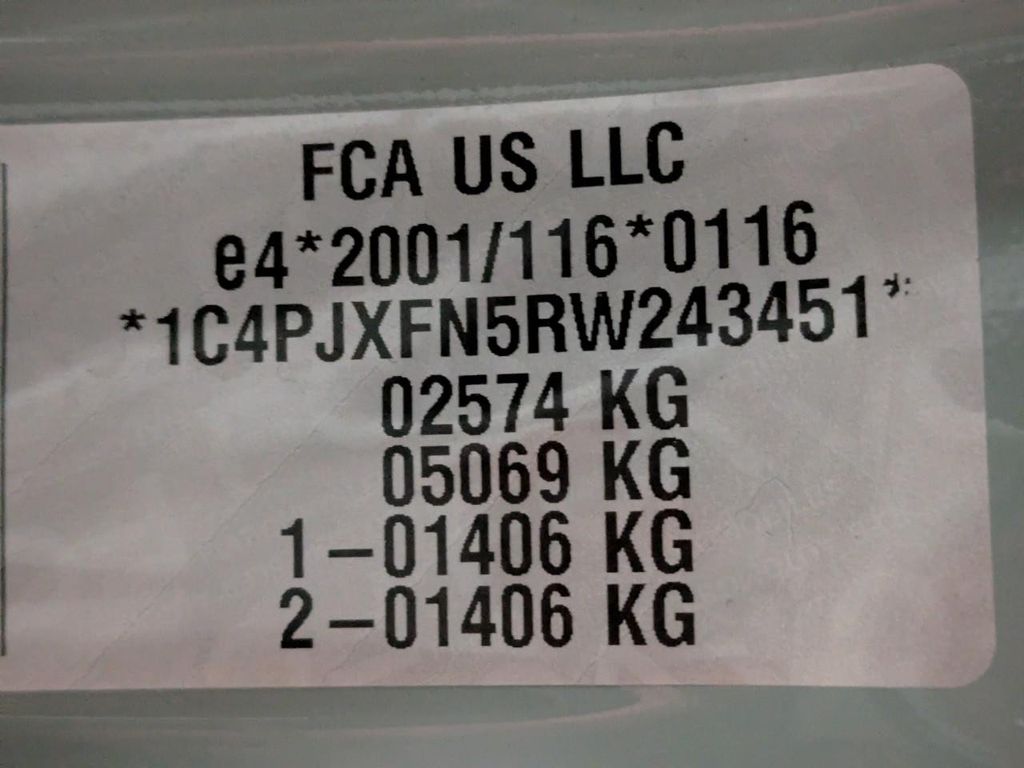 FCA US LLC
e4*2001/116*0116
*1C4PJXFN5RW243451*
02574 KG
05069 KG
1-01406 KG
2-01406 KG